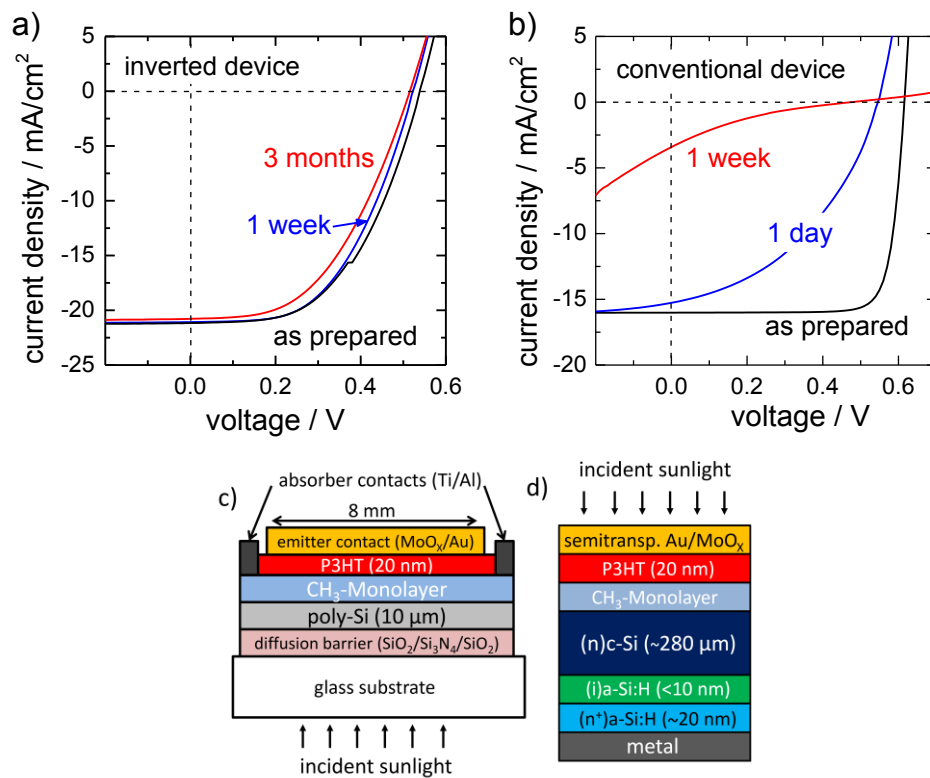 a)
inverted device
3 months
1 week
as prepared
current density / mA/cm²
5
0
-5
-10
-15
-20
-25
0.0
0.2
0.4
0.6
voltage / V
b)
conventional device
1 week
1 day
as prepared
current density / mA/cm²
5
0
-5
-10
-15
-20
0.0
0.2
0.4
0.6
voltage / V
c)
absorber contacts (Ti/Al)
8 mm
emitter contact (MoOₓ/Au)
P3HT (20 nm)
CH₃-Monolayer
poly-Si (10 µm)
diffusion barrier (SiO₂/Si₃N₄/SiO₂)
glass substrate
incident sunlight
d)
incident sunlight
semitransp. Au/MoOₓ
P3HT (20 nm)
CH₃-Monolayer
(n)c-Si (~280 µm)
(i)a-Si:H (<10 nm)
(n⁺)a-Si:H (~20 nm)
metal